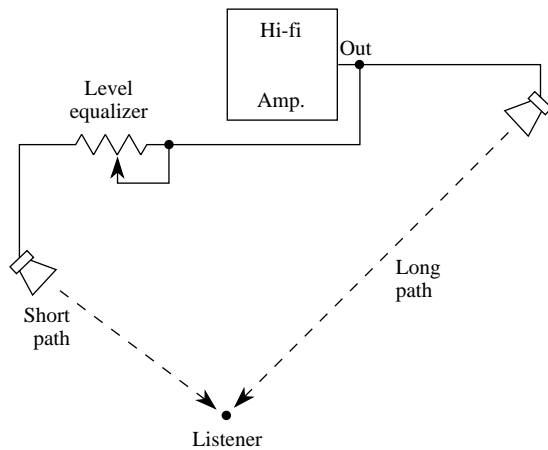 Hi-fi
Amp.
Out
Level
equalizer
Long
path
Short
path
Listener